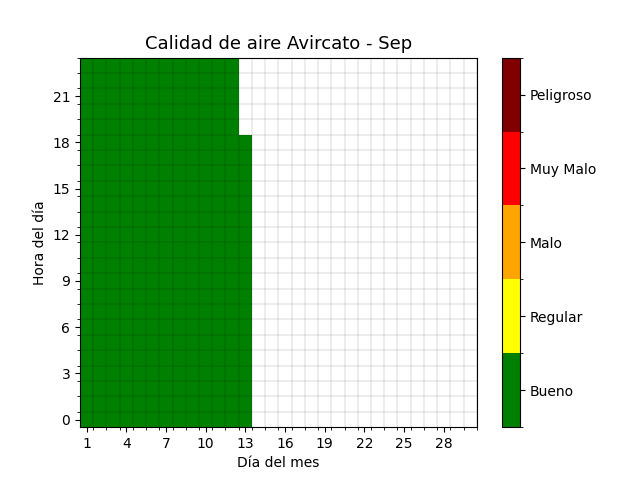 Calidad de aire Avircato - Sep
21
18
15
12
9
6
3
0
Hora del día
1 4 7 10 13 16 19 22 25 28
Día del mes
Peligroso
Muy Malo
Malo
Regular
Bueno